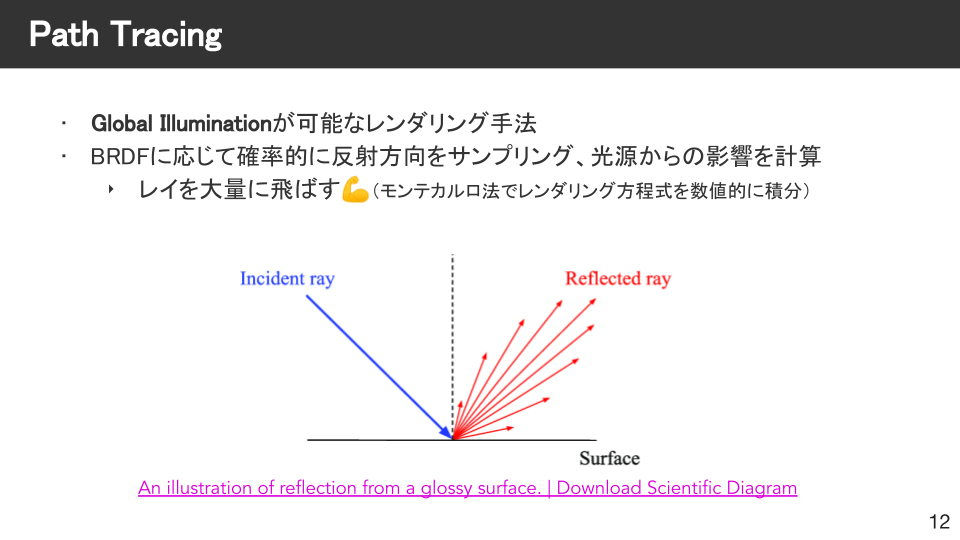 Path Tracing
・ Global Illuminationが可能なレンダリング手法
・ BRDFに応じて確率的に反射方向をサンプリング、光源からの影響を計算
‣ レイを大量に飛ばす💪（モンテカルロ法でレンダリング方程式を数値的に積分）
Incident ray
Reflected ray
Surface
An illustration of reflection from a glossy surface. | Download Scientific Diagram
12